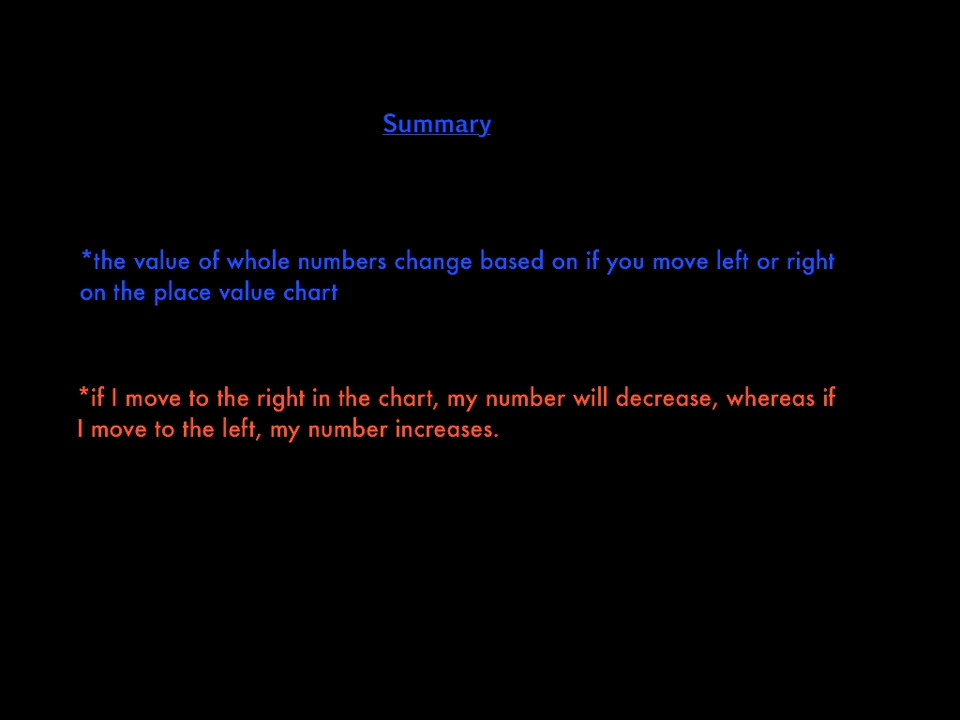 Summary
*the value of whole numbers change based on if you move left or right
on the place value chart
*if I move to the right in the chart, my number will decrease, whereas if
I move to the left, my number increases.